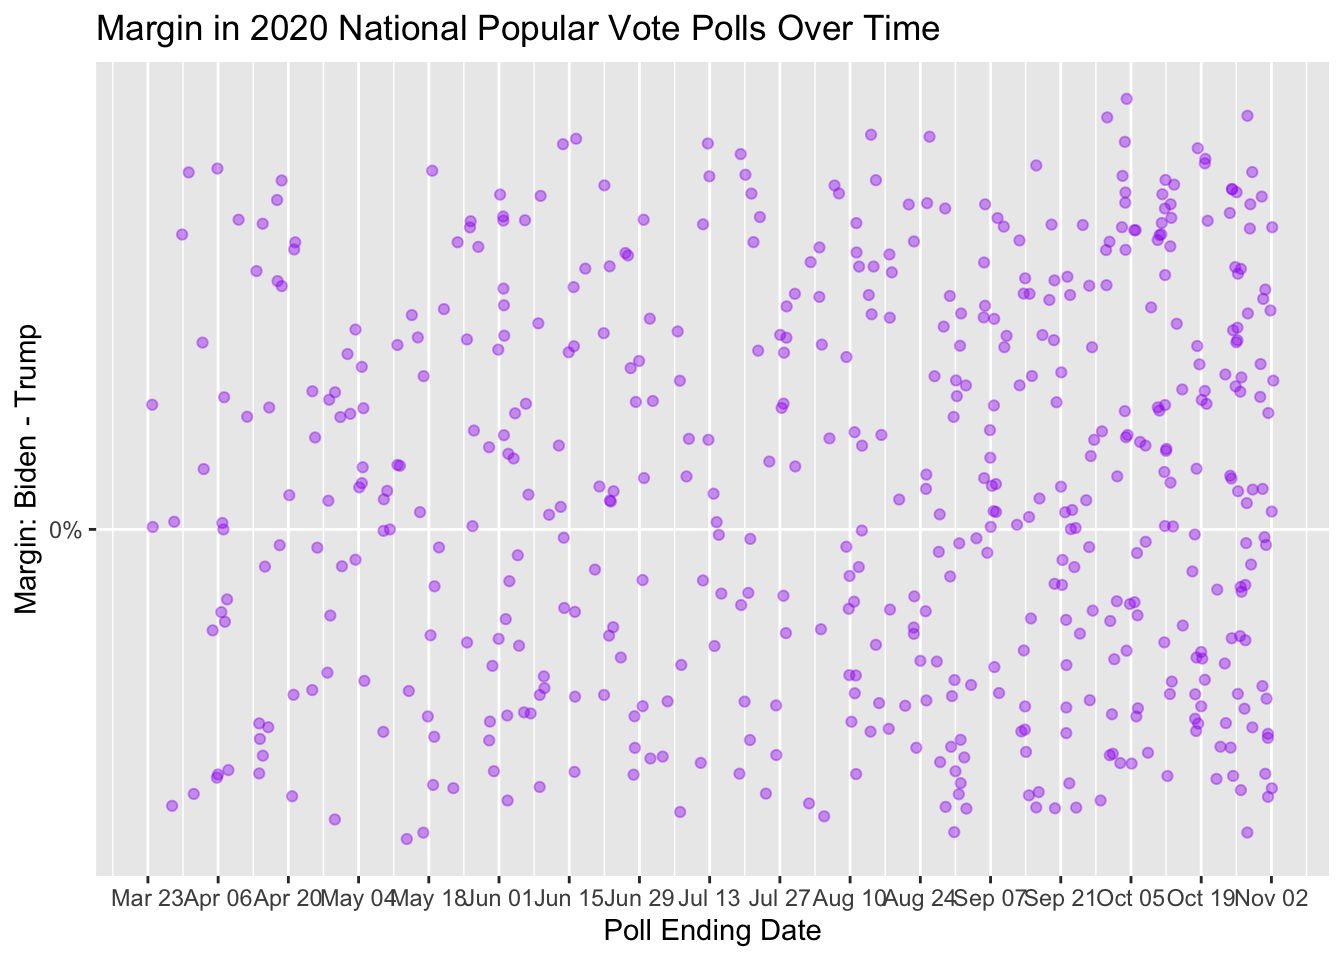 Margin in 2020 National Popular Vote Polls Over Time
Margin: Biden - Trump
0%
Mar 23 Apr 06 Apr 20 May 04 May 18 Jun 01 Jun 15 Jun 29 Jul 13 Jul 27 Aug 10 Aug 24 Sep 07 Sep 21 Oct 05 Oct 19 Nov 02
Poll Ending Date